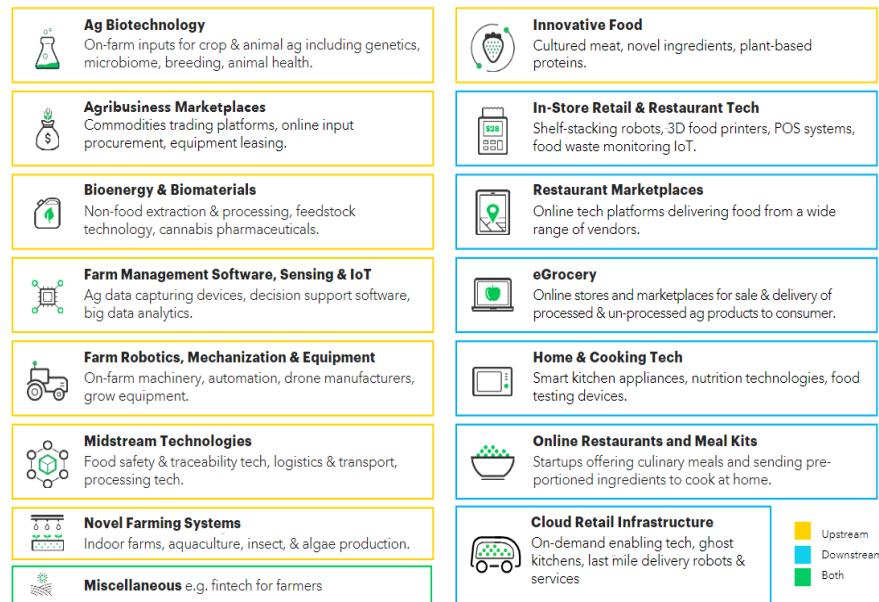 Ag Biotechnology
On-farm inputs for crop & animal ag including genetics,
microbiome, breeding, animal health.
Agribusiness Marketplaces
Commodities trading platforms, online input
procurement, equipment leasing.
Bioenergy & Biomaterials
Non-food extraction & processing, feedstock
technology, cannabis pharmaceuticals.
Farm Management Software, Sensing & IoT
Ag data capturing devices, decision support software,
big data analytics.
Farm Robotics, Mechanization & Equipment
On-farm machinery, automation, drone manufacturers,
grow equipment.
Midstream Technologies
Food safety & traceability tech, logistics & transport,
processing tech.
Novel Farming Systems
Indoor farms, aquaculture, insect, & algae production.
Miscellaneous e.g. fintech for farmers
Innovative Food
Cultured meat, novel ingredients, plant-based
proteins.
In-Store Retail & Restaurant Tech
Shelf-stacking robots, 3D food printers, POS systems,
food waste monitoring IoT.
$28
Restaurant Marketplaces
Online tech platforms delivering food from a wide
range of vendors.
eGrocery
Online stores and marketplaces for sale & delivery of
processed & un-processed ag products to consumer.
Home & Cooking Tech
Smart kitchen appliances, nutrition technologies, food
testing devices.
Online Restaurants and Meal Kits
Startups offering culinary meals and sending pre-
portioned ingredients to cook at home.
Cloud Retail Infrastructure
On-demand enabling tech, ghost
kitchens, last mile delivery robots &
services
Upstream
Downstream
Both